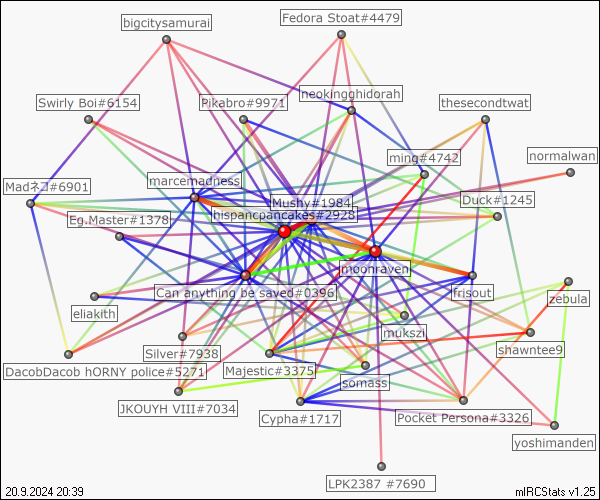 Fedora Stoat#4479
bigcitysamurai
neokingghidorah
Swirly Boi#6154
Pikabro#9971
thesecondtwat
ming#4742
normalwan
marcemadness
Madネコ#6901
Mushy#1984
Duck#1245
hispancpancakes#2928
Eg.Master#1378
moonraven
Can anything be saved#0396
frisout
zebula
eliakith
mukszi
Silver#7938
shawntee9
DacobDacob hORNY police#5271
Majestic#3375
somass
JKOUYH VIII#7034
Cypha#1717
Pocket Persona#3326
yoshimanden
LPK2387 #7690
20.9.2024 20:39
mIRCStats v1.25